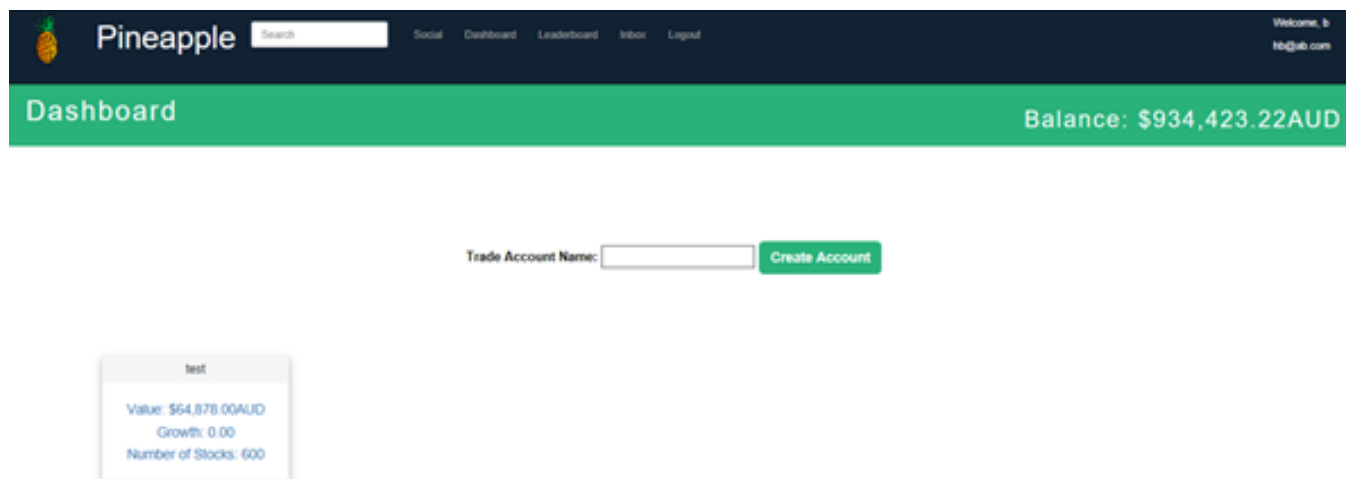 Pineapple Search Social Dashboard Leaderboard Inbox Logout
Welcome, b
hb@ab.com
Dashboard Balance: $934,423.22AUD
Trade Account Name: Create Account
test
Value: $64,878.00AUD
Growth: 0.00
Number of Stocks: 600